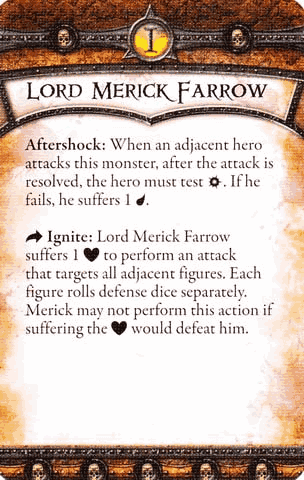 I
LORD MERICK FARROW
Aftershock: When an adjacent hero
attacks this monster, after the attack is
resolved, the hero must test . If he
fails, he suffers 1 .
Ignite: Lord Merick Farrow
suffers 1 to perform an attack
that targets all adjacent figures. Each
figure rolls defense dice separately.
Merick may not perform this action if
suffering the would defeat him.